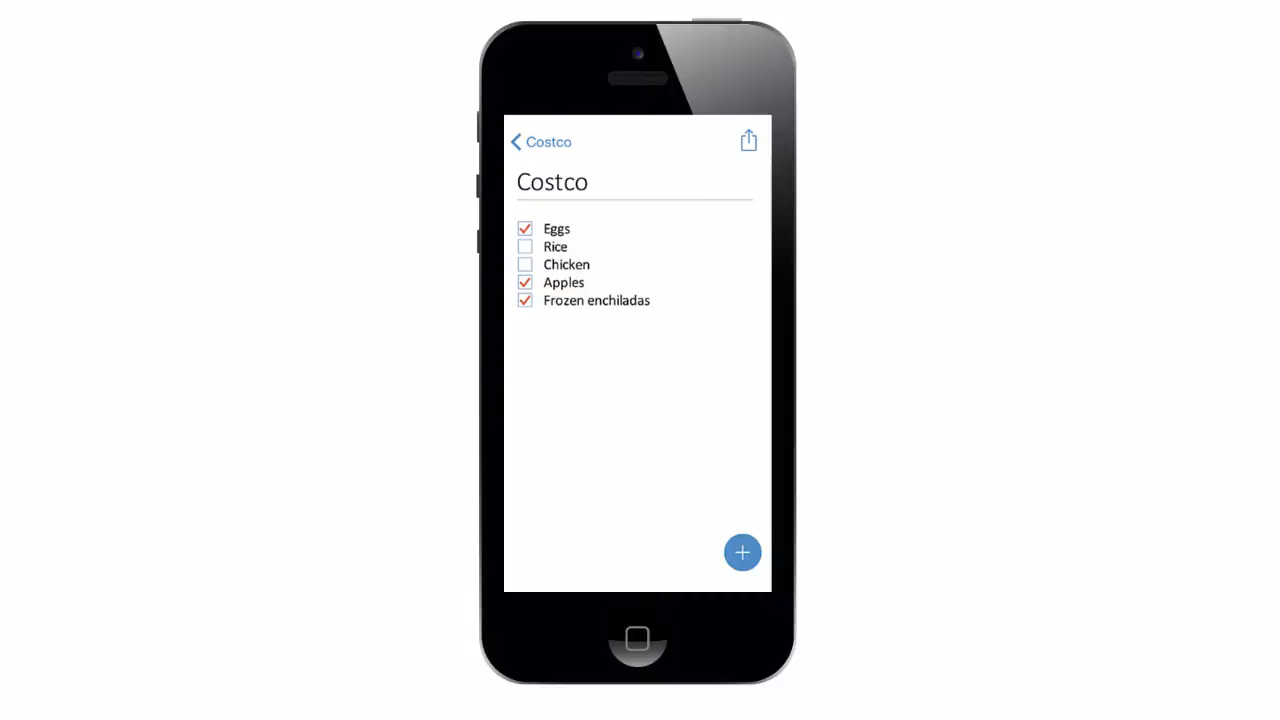 Costco
Costco
Eggs
Rice
Chicken
Apples
Frozen enchiladas